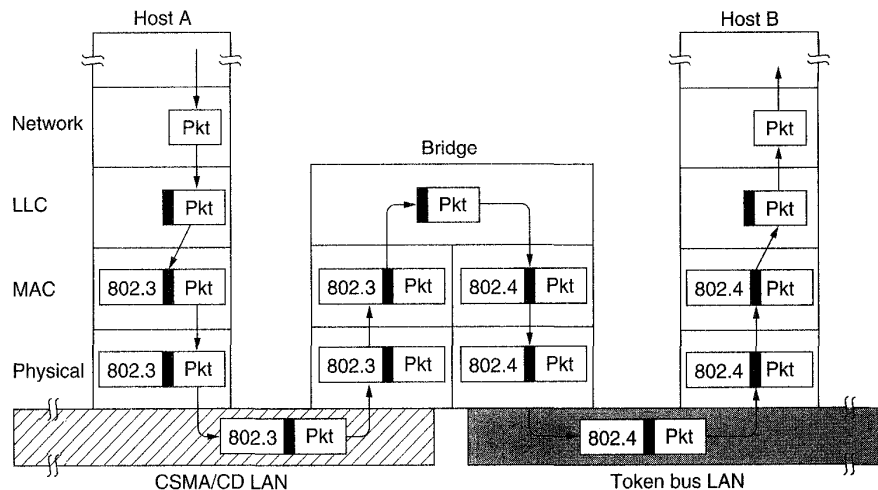 Host A
Host B
Network
Pkt
Pkt
Bridge
LLC
Pkt
Pkt
Pkt
MAC
802.3 Pkt
802.3 Pkt
802.4 Pkt
802.4 Pkt
Physical
802.3 Pkt
802.3 Pkt
802.4 Pkt
802.4 Pkt
802.3 Pkt
802.4 Pkt
CSMA/CD LAN
Token bus LAN